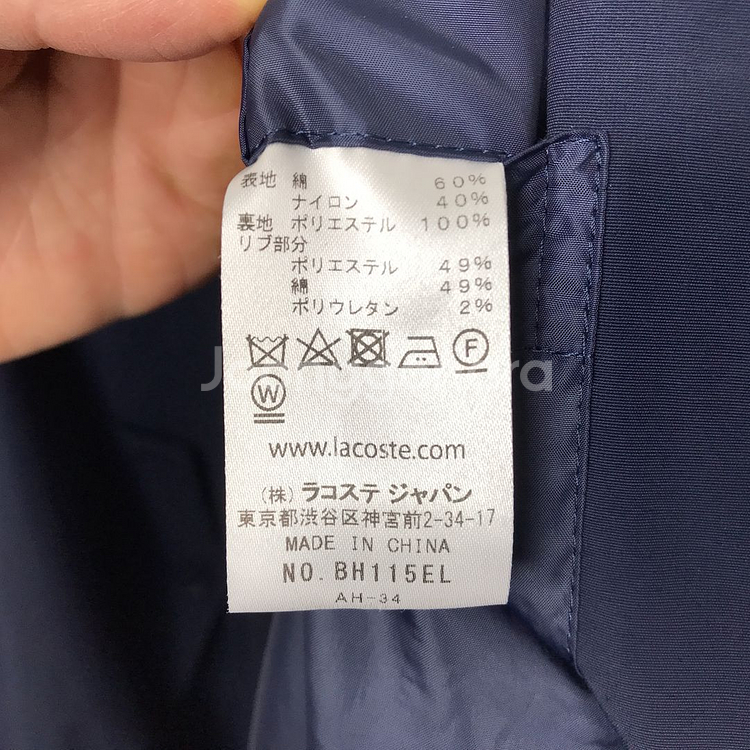 表地 綿 60%
ナイロン 40%
裏地 ポリエステル 100%
リブ部分
ポリエステル 49%
綿 49%
ポリウレタン 2%
F
W
www.lacoste.com
(株) ラコステ ジャパン
東京都渋谷区神宮前2-34-17
MADE IN CHINA
NO. BH115EL
AH-34